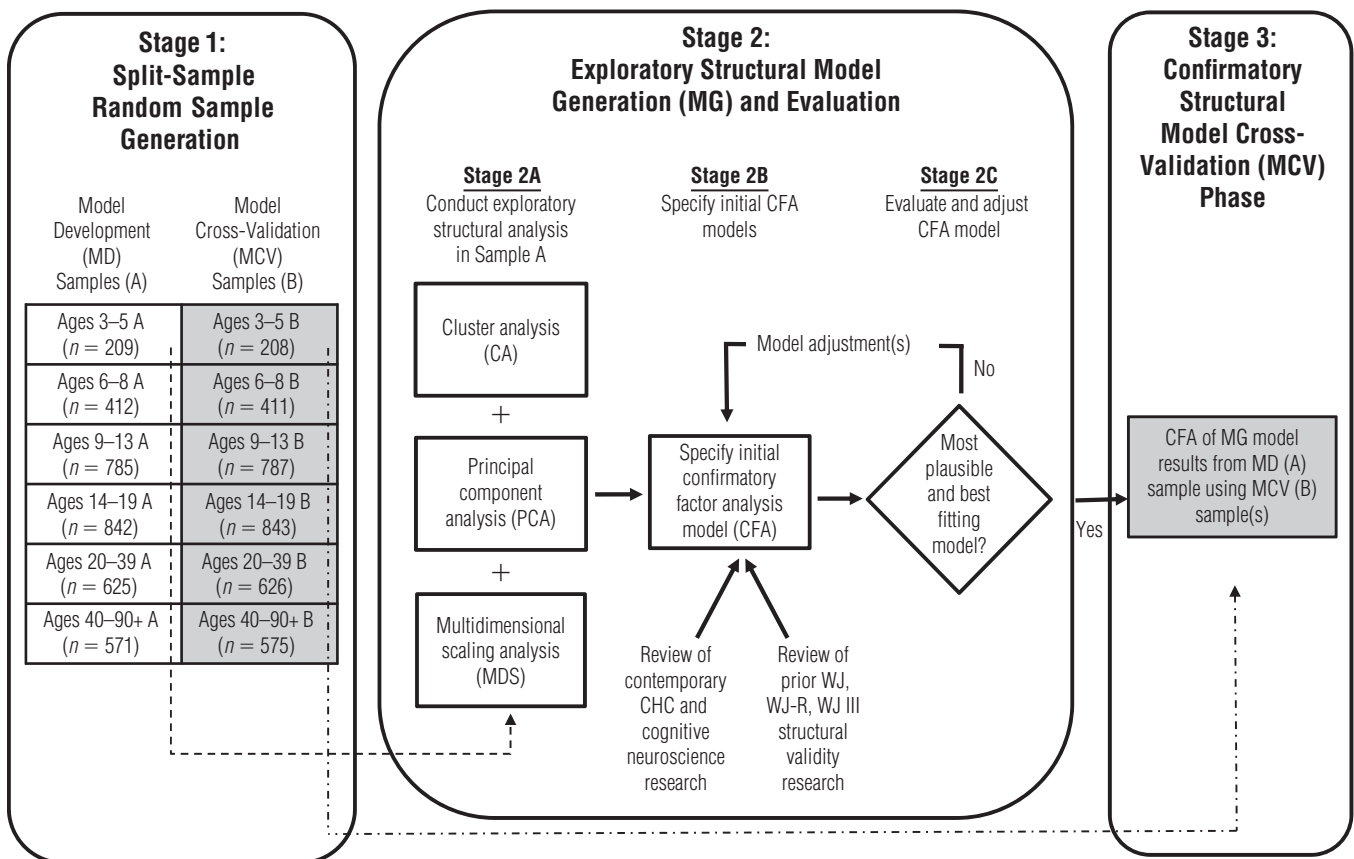 Stage 1:
Split-Sample
Random Sample
Generation
Model
Development
(MD)
Samples (A)
Model
Cross-Validation
(MCV)
Samples (B)
Ages 3–5 A
(n = 209)
Ages 3–5 B
(n = 208)
Ages 6–8 A
(n = 412)
Ages 6–8 B
(n = 411)
Ages 9–13 A
(n = 785)
Ages 9–13 B
(n = 787)
Ages 14–19 A
(n = 842)
Ages 14–19 B
(n = 843)
Ages 20–39 A
(n = 625)
Ages 20–39 B
(n = 626)
Ages 40–90+ A
(n = 571)
Ages 40–90+ B
(n = 575)
Stage 2:
Exploratory Structural Model
Generation (MG) and Evaluation
Stage 2A
Conduct exploratory
structural analysis
in Sample A
Cluster analysis
(CA)
+
Principal
component
analysis (PCA)
+
Multidimensional
scaling analysis
(MDS)
Stage 2B
Specify initial CFA
models
Model adjustment(s)
Specify initial
confirmatory
factor analysis
model (CFA)
Review of
contemporary
CHC and
cognitive
neuroscience
research
Review of
prior WJ,
WJ-R, WJ III
structural
validity
research
Stage 2C
Evaluate and adjust
CFA model
No
Most
plausible
and best
fitting
model?
Yes
Stage 3:
Confirmatory
Structural
Model Cross-
Validation (MCV)
Phase
CFA of MG model
results from MD (A)
sample using MCV (B)
sample(s)